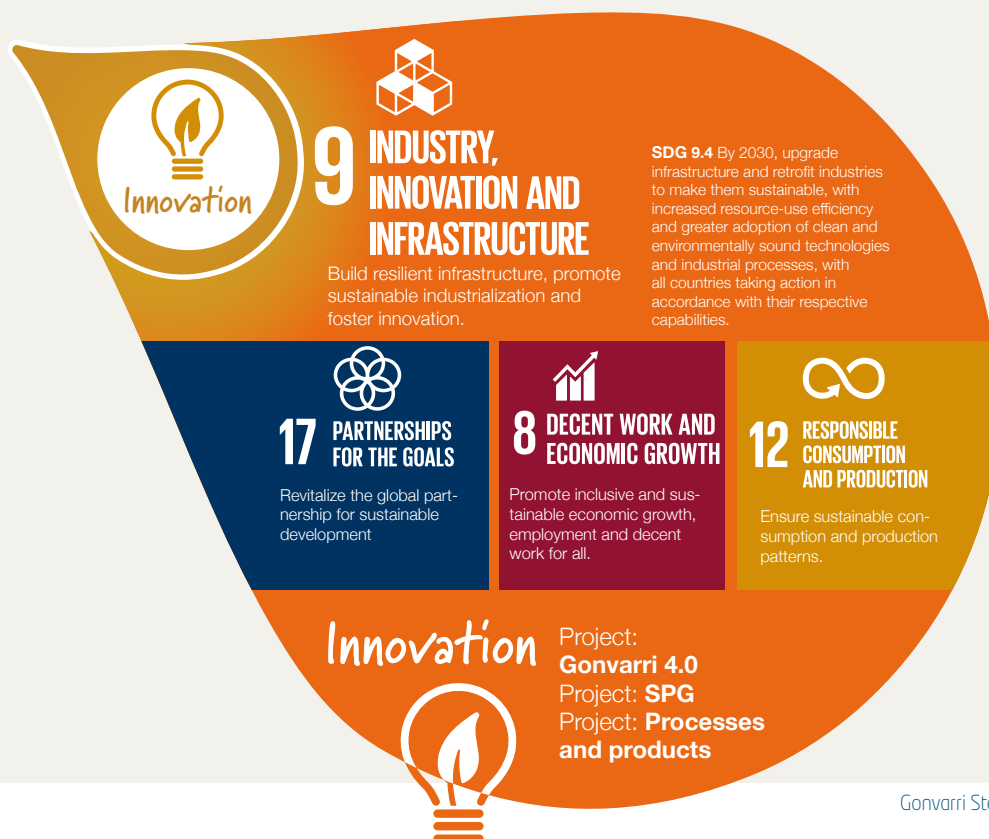 Innovation
9 INDUSTRY,
INNOVATION AND
INFRASTRUCTURE
Build resilient infrastructure, promote
sustainable industrialization and
foster innovation.
SDG 9.4 By 2030, upgrade
infrastructure and retrofit industries
to make them sustainable, with
increased resource-use efficiency
and greater adoption of clean and
environmentally sound technologies
and industrial processes, with
all countries taking action in
accordance with their respective
capabilities.
17 PARTNERSHIPS
FOR THE GOALS
Revitalize the global part-
nership for sustainable
development
8 DECENT WORK AND
ECONOMIC GROWTH
Promote inclusive and sus-
tainable economic growth,
employment and decent
work for all.
12 RESPONSIBLE
CONSUMPTION
AND PRODUCTION
Ensure sustainable con-
sumption and production
patterns.
Innovation
Project:
Gonvarri 4.0
Project: SPG
Project: Processes
and products
Gonvarri